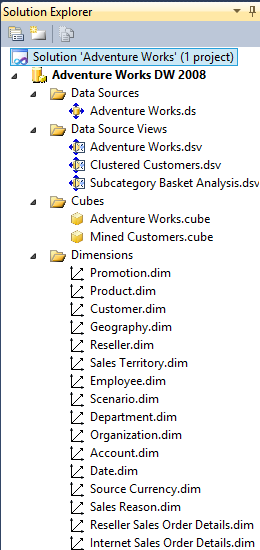 Solution Explorer
Solution 'Adventure Works' (1 project)
Adventure Works DW 2008
Data Sources
Adventure Works.ds
Data Source Views
Adventure Works.dsv
Clustered Customers.dsv
Subcategory Basket Analysis.dsv
Cubes
Adventure Works.cube
Mined Customers.cube
Dimensions
Promotion.dim
Product.dim
Customer.dim
Geography.dim
Reseller.dim
Sales Territory.dim
Employee.dim
Scenario.dim
Department.dim
Organization.dim
Account.dim
Date.dim
Source Currency.dim
Sales Reason.dim
Reseller Sales Order Details.dim
Internet Sales Order Details.dim